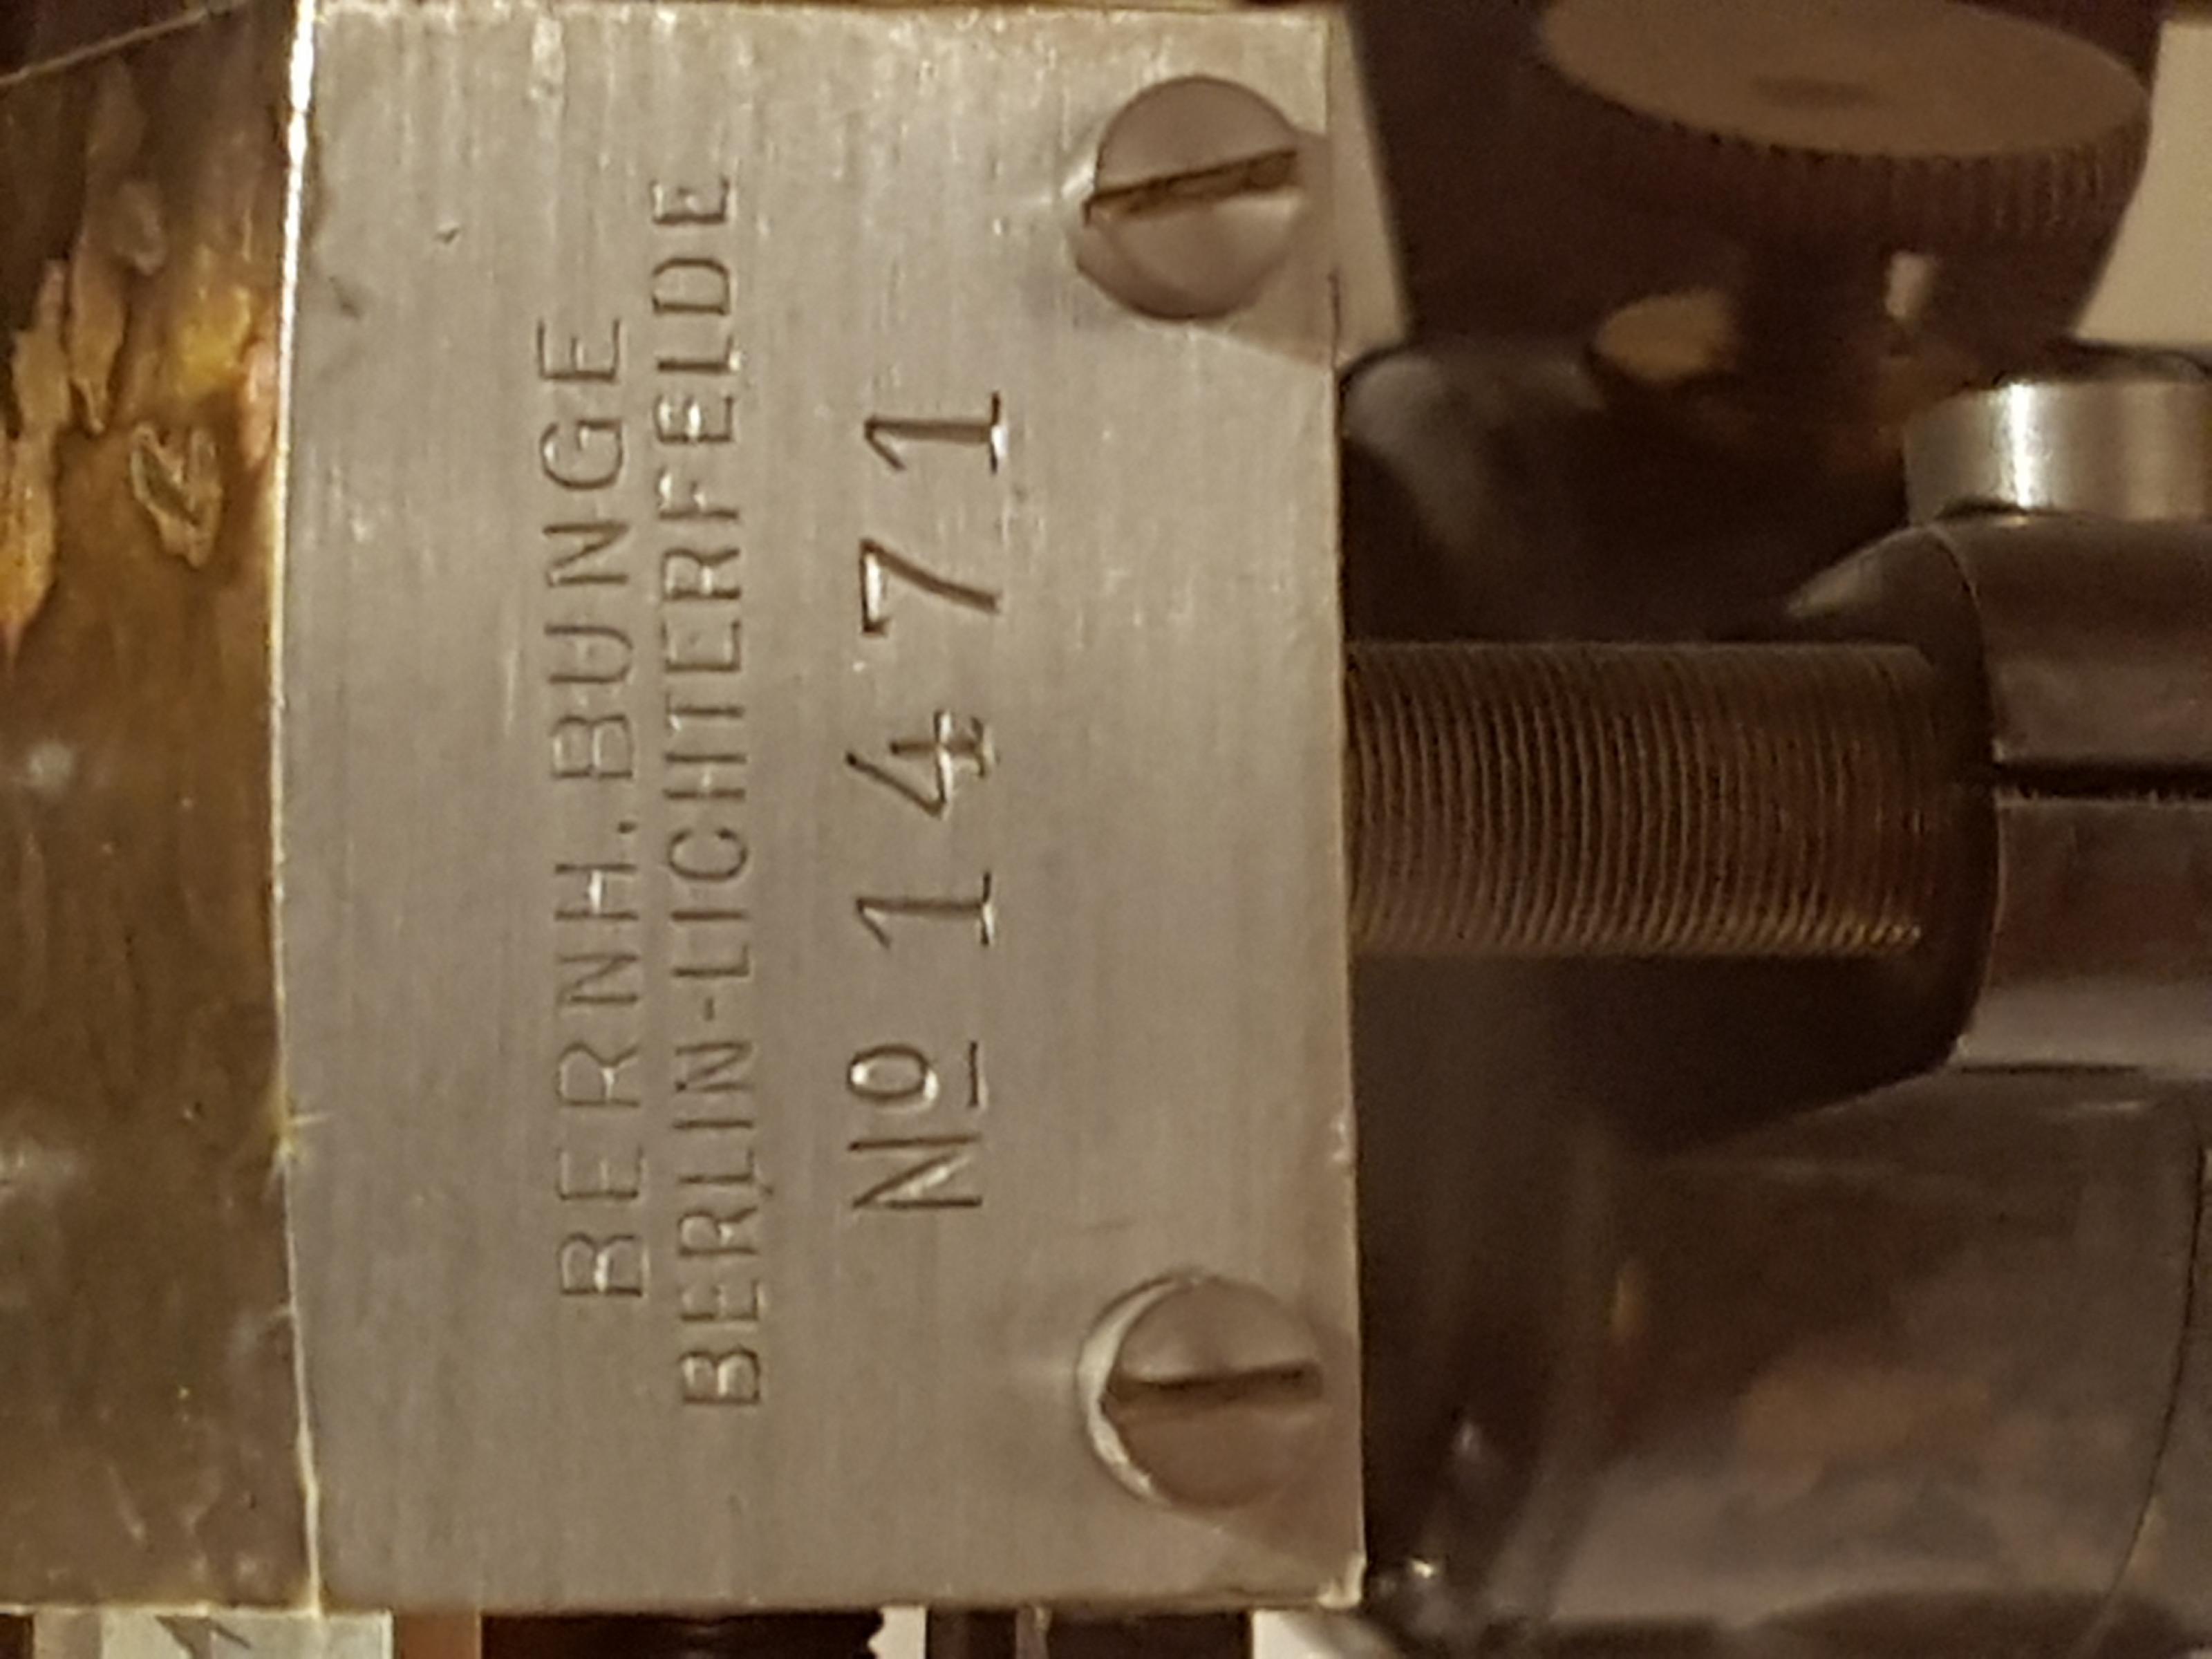 BERNH. BUNGE
BERLIN-LICHTERFELDE
Nº 1471